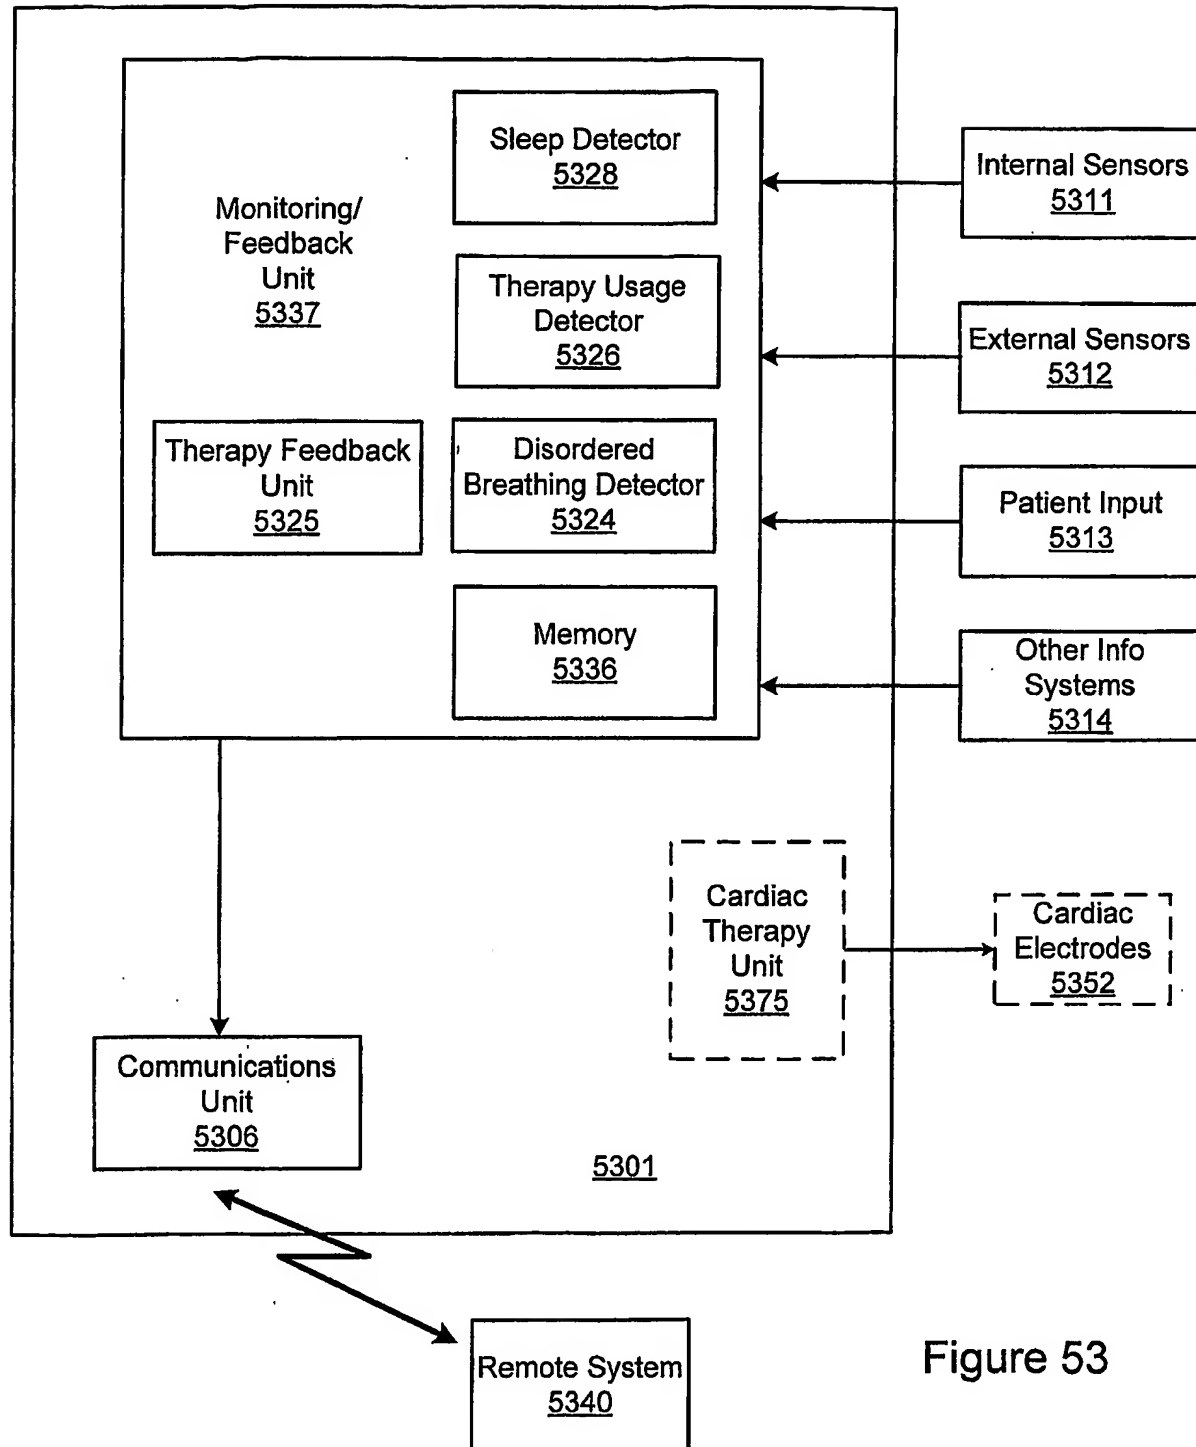 Sleep Detector
5328
Monitoring/
Feedback
Unit
5337
Therapy Usage
Detector
5326
Therapy Feedback
Unit
5325
Disordered
Breathing Detector
5324
Memory
5336
Internal Sensors
5311
External Sensors
5312
Patient Input
5313
Other Info
Systems
5314
Cardiac
Therapy
Unit
5375
Cardiac
Electrodes
5352
Communications
Unit
5306
5301
Remote System
5340
Figure 53